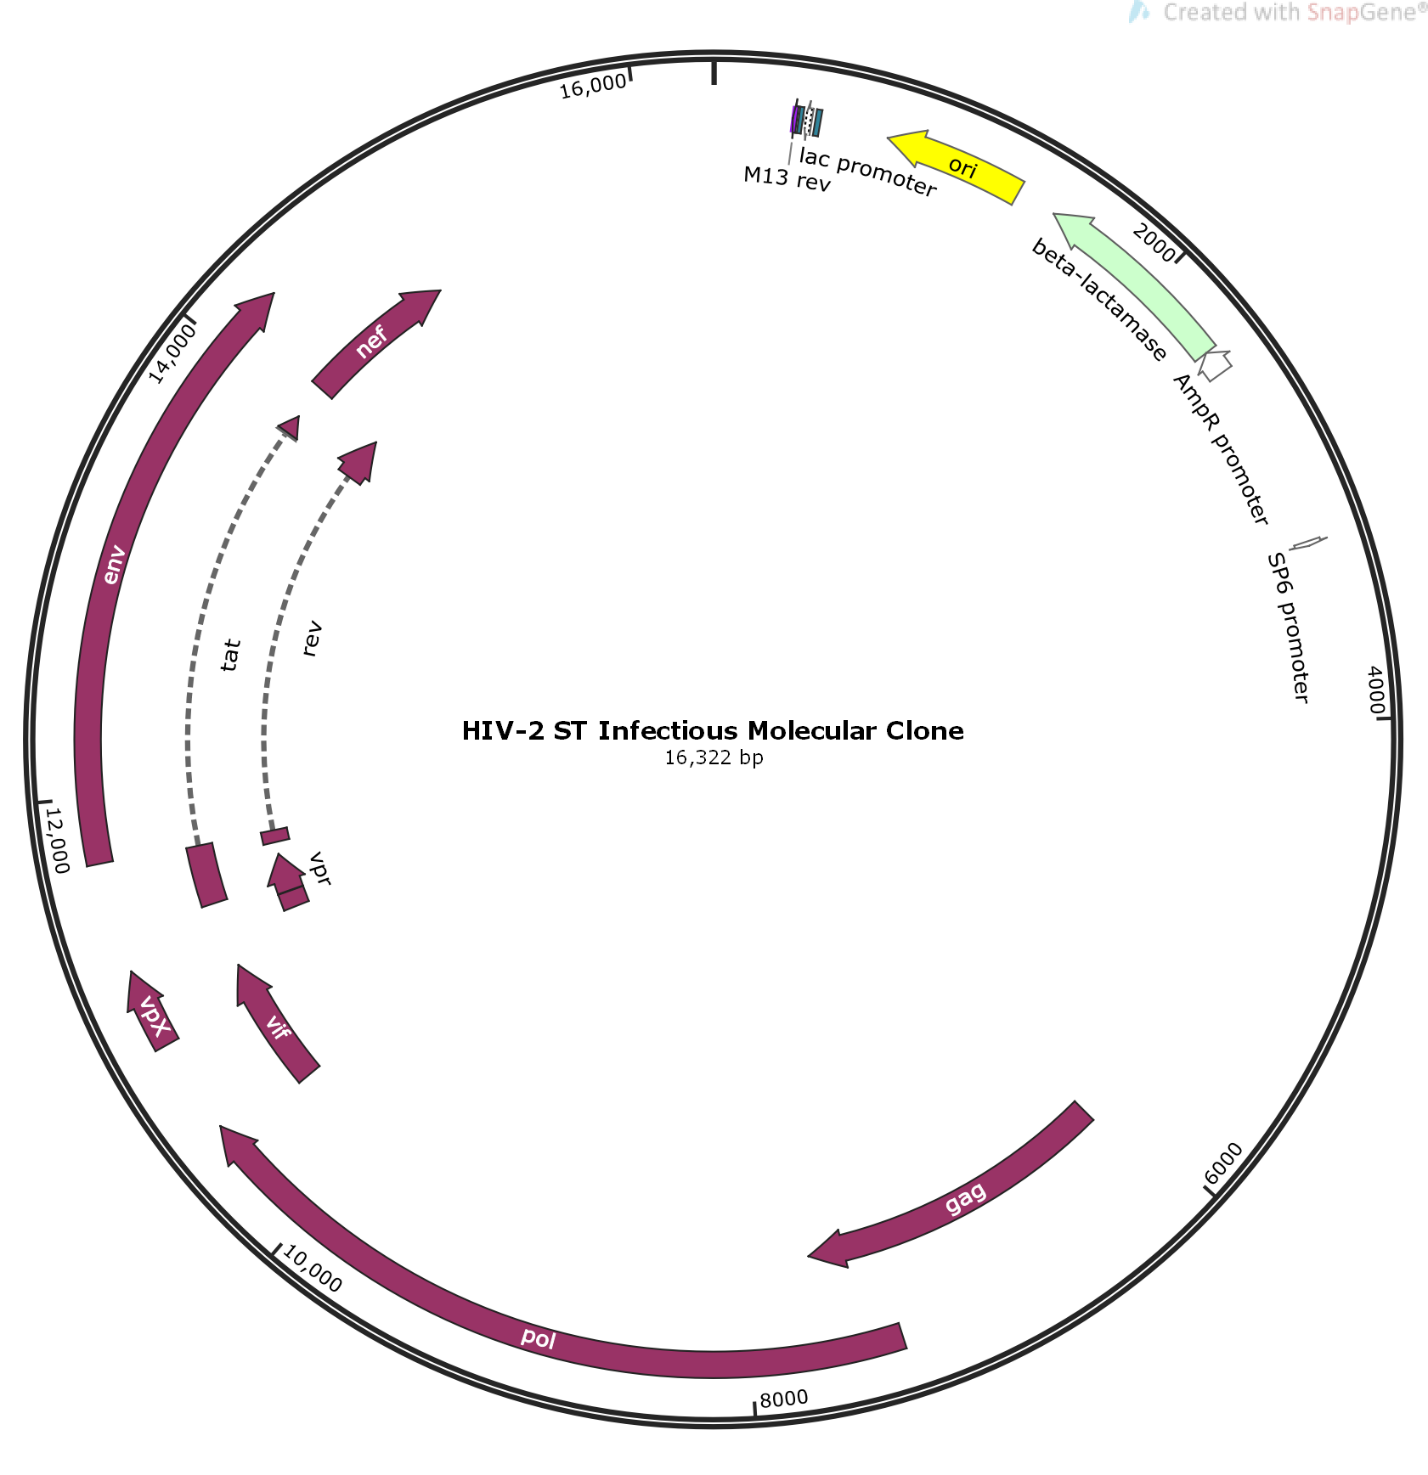 Created with SnapGene®
16,000
M13 rev
lac promoter
ori
2000
beta-lactamase
AmpR promoter
SP6 promoter
4000
14,000
nef
env
tat
rev
HIV-2 ST Infectious Molecular Clone
16,322 bp
12,000
vpr
vpX
vif
6000
gag
10,000
pol
8000